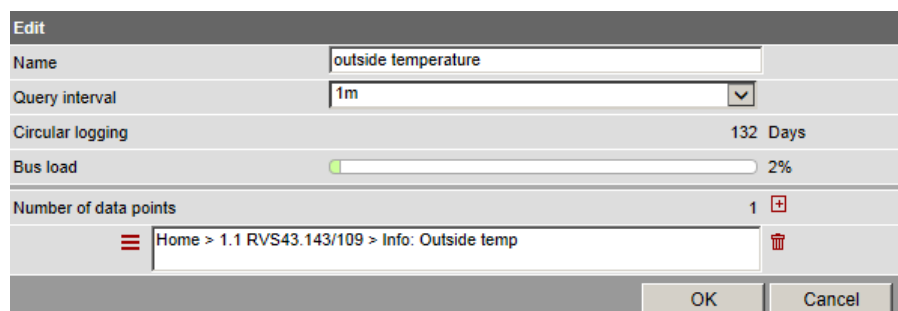 Edit
Name outside temperature
Query interval 1m
Circular logging 132 Days
Bus load 2%
Number of data points 1
Home > 1.1 RVS43.143/109 > Info: Outside temp
OK Cancel